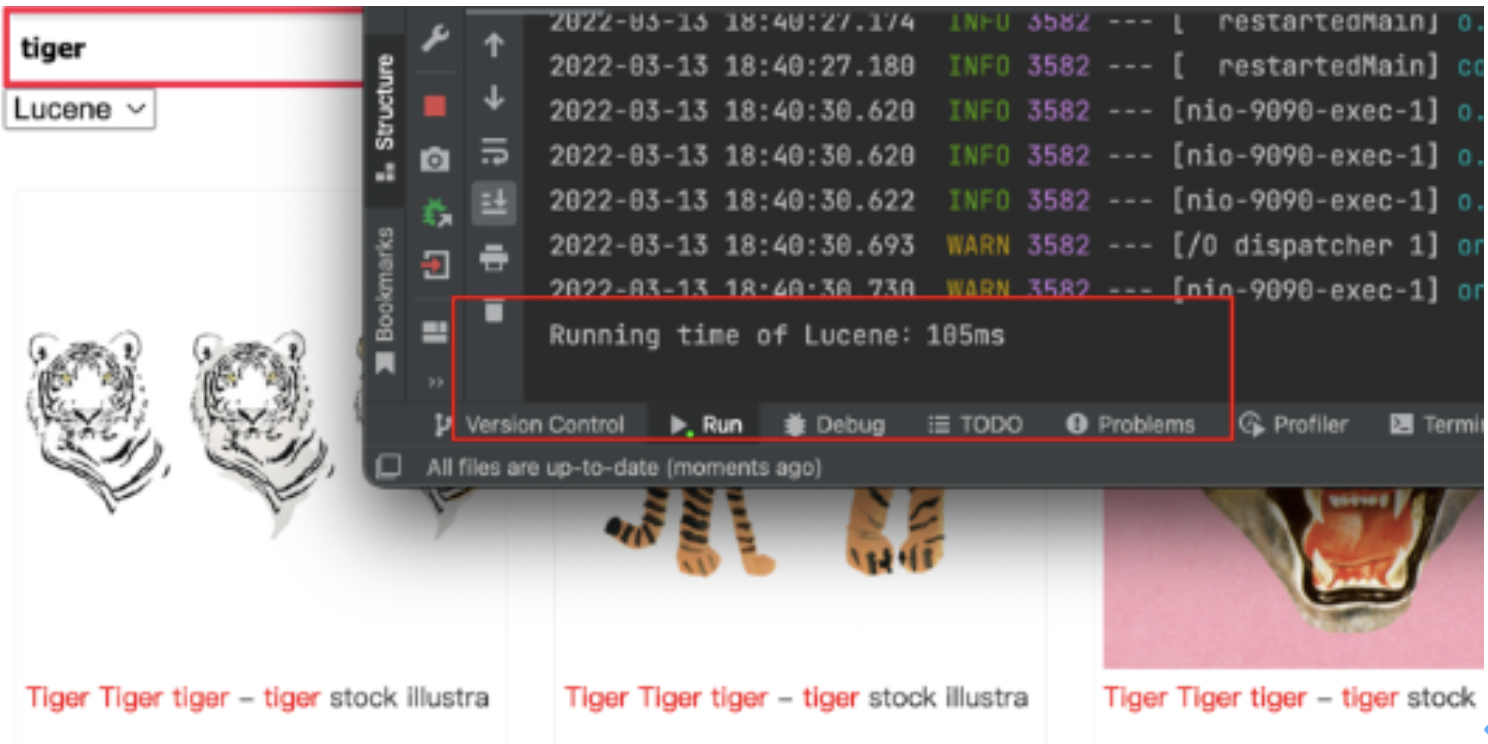 tiger
Lucene
Structure
Bookmarks
2022-03-13 18:40:27.174 INFO 3582 --- [ restartedMain] o.
2022-03-13 18:40:27.180 INFO 3582 --- [ restartedMain] co
2022-03-13 18:40:30.620 INFO 3582 --- [nio-9090-exec-1] o.
2022-03-13 18:40:30.620 INFO 3582 --- [nio-9090-exec-1] o.
2022-03-13 18:40:30.622 INFO 3582 --- [nio-9090-exec-1] o.
2022-03-13 18:40:30.693 WARN 3582 --- [/O dispatcher 1] or
2022-03-13 18:40:30.730 WARN 3582 --- [nio-9090-exec-1] or
Running time of Lucene: 105ms
Version Control Run Debug TODO Problems Profiler Termi
All files are up-to-date (moments ago)
Tiger Tiger tiger – tiger stock illustra
Tiger Tiger tiger – tiger stock illustra
Tiger Tiger tiger – tiger stock